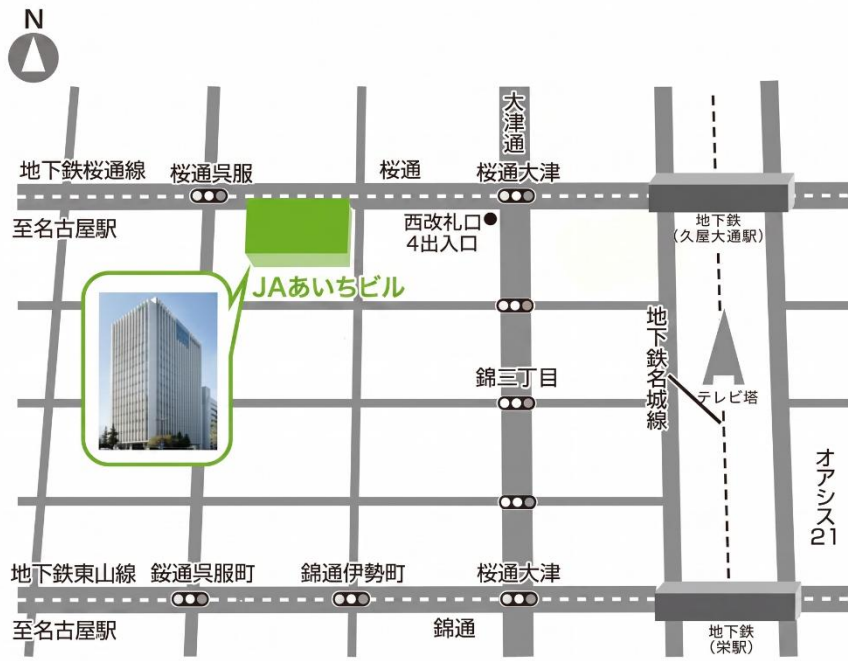 N
大津通
地下鉄桜通線
桜通呉服
桜通
桜通大津
至名古屋駅
西改札口
4出入口
地下鉄
(久屋大通駅)
JAあいちビル
地下鉄名城線
錦三丁目
テレビ塔
オアシス21
地下鉄東山線
鉱通呉服町
錦通伊勢町
桜通大津
至名古屋駅
錦通
地下鉄
(栄駅)